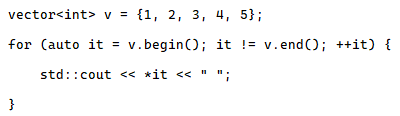 vector<int> v = {1, 2, 3, 4, 5};
for (auto it = v.begin(); it != v.end(); ++it) {
    std::cout << *it << " ";
}